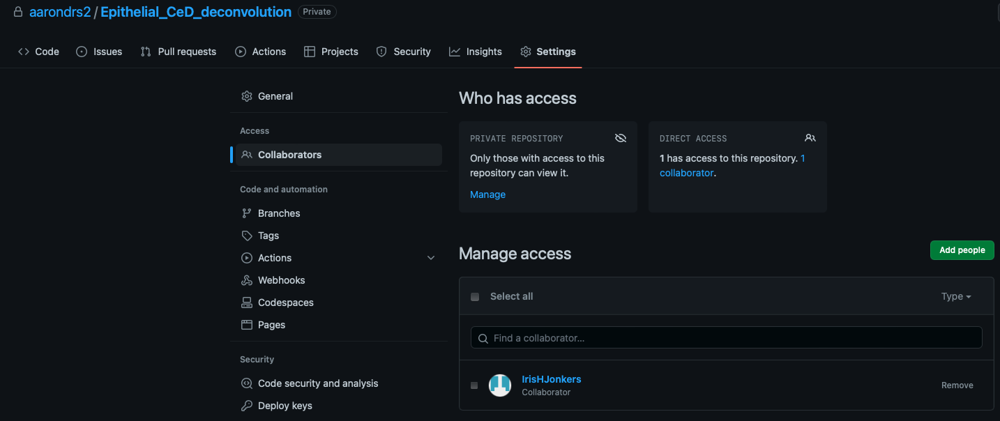 aarondrs2 / Epithelial_CeD_deconvolution Private
Code Issues Pull requests Actions Projects Security Insights Settings
General
Access
Collaborators
Code and automation
Branches
Tags
Actions
Webhooks
Codespaces
Pages
Security
Code security and analysis
Deploy keys
Who has access
PRIVATE REPOSITORY
Only those with access to this
repository can view it.
Manage
DIRECT ACCESS
1 has access to this repository. 1
collaborator.
Manage access
Add people
Select all
Type
Find a collaborator...
IrisHJonkers
Collaborator
Remove